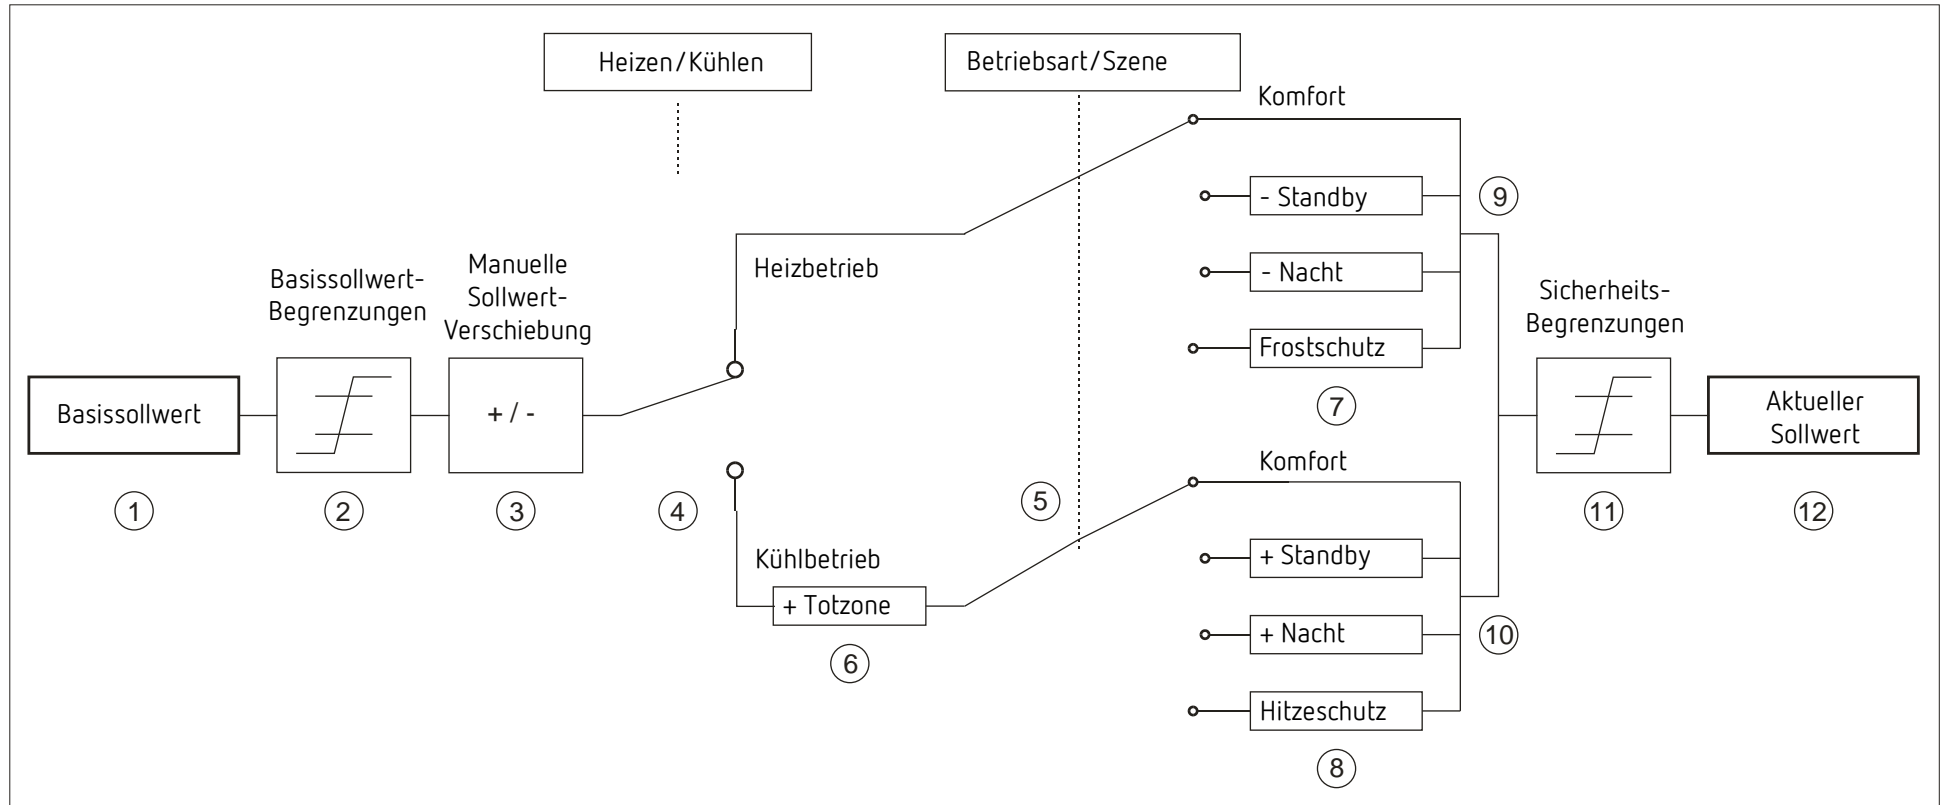 Heizen/Kühlen
Betriebsart/Szene
Komfort
- Standby
9
- Nacht
Heizbetrieb
Basissollwert-
Begrenzungen
Manuelle
Sollwert-
Verschiebung
Sicherheits-
Begrenzungen
Frostschutz
7
Basissollwert
+ / -
Aktueller
Sollwert
Komfort
1
2
3
4
5
11
12
Kühlbetrieb
+ Standby
+ Totzone
+ Nacht
10
6
Hitzeschutz
8